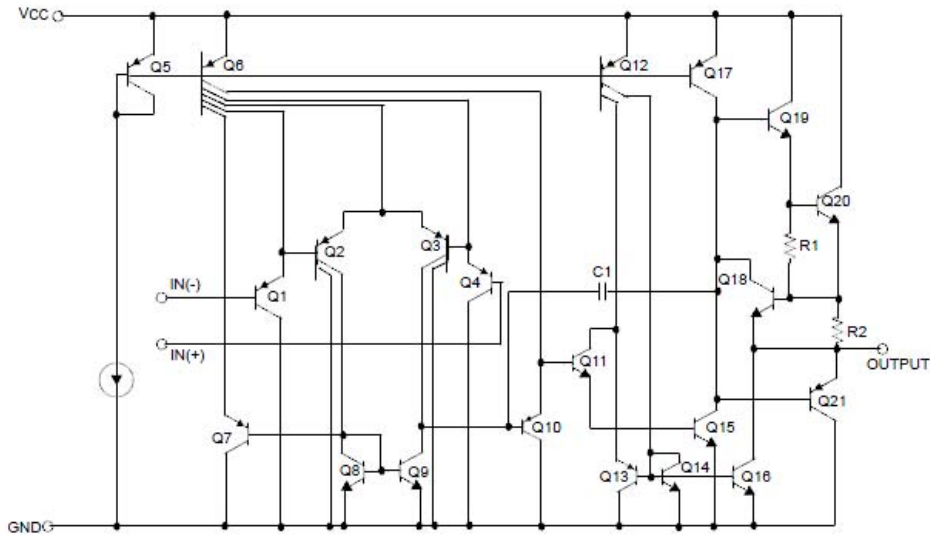 VCC
Q5
Q6
Q12
Q17
Q19
Q20
Q2
Q3
Q4
R1
C1
Q18
Q1
IN(-)
R2
IN(+)
Q11
OUTPUT
Q21
Q7
Q10
Q15
Q8
Q9
Q13
Q14
Q16
GND